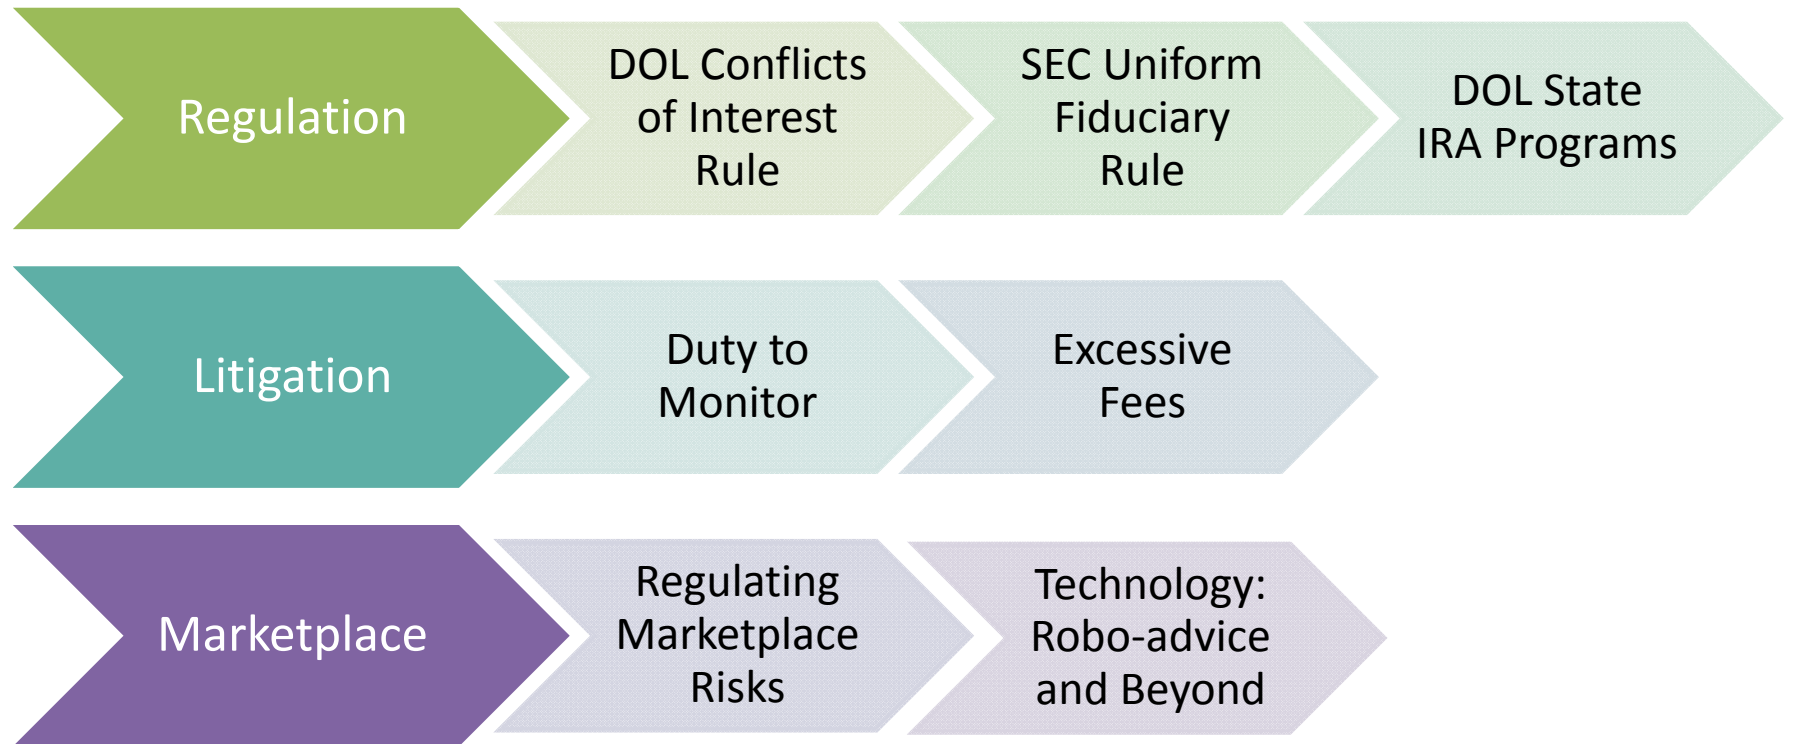 Regulation
DOL Conflicts
of Interest
Rule
SEC Uniform
Fiduciary
Rule
DOL State
IRA Programs
Litigation
Duty to
Monitor
Excessive
Fees
Marketplace
Regulating
Marketplace
Risks
Technology:
Robo-advice
and Beyond